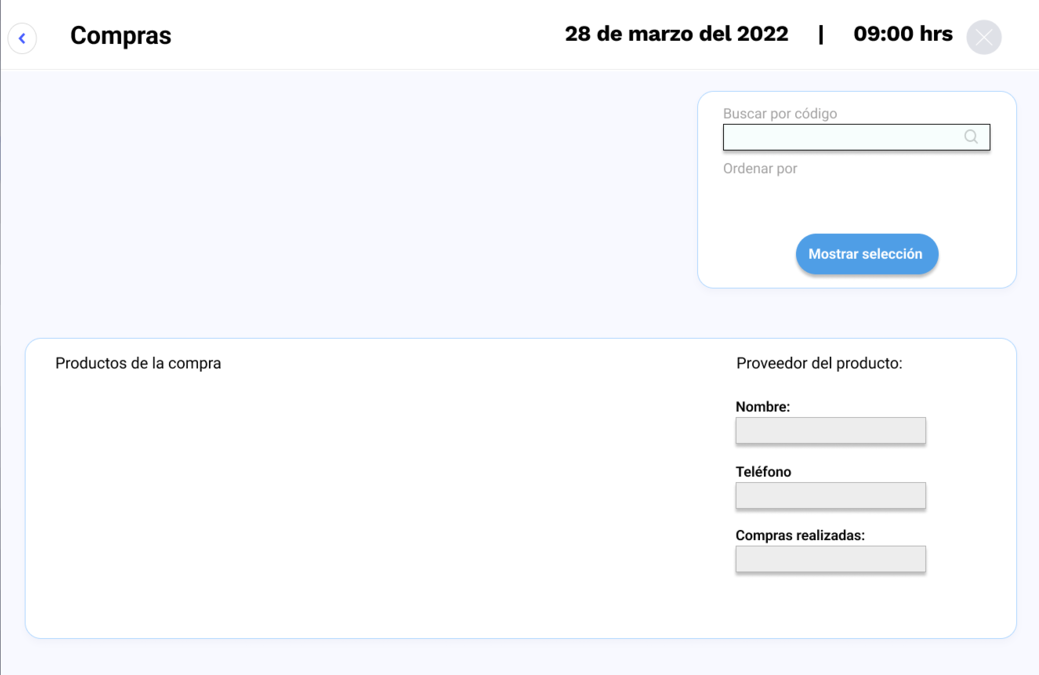 Compras
28 de marzo del 2022 | 09:00 hrs
Buscar por código
Ordenar por
Mostrar selección
Productos de la compra
Proveedor del producto:
Nombre:
Teléfono
Compras realizadas: